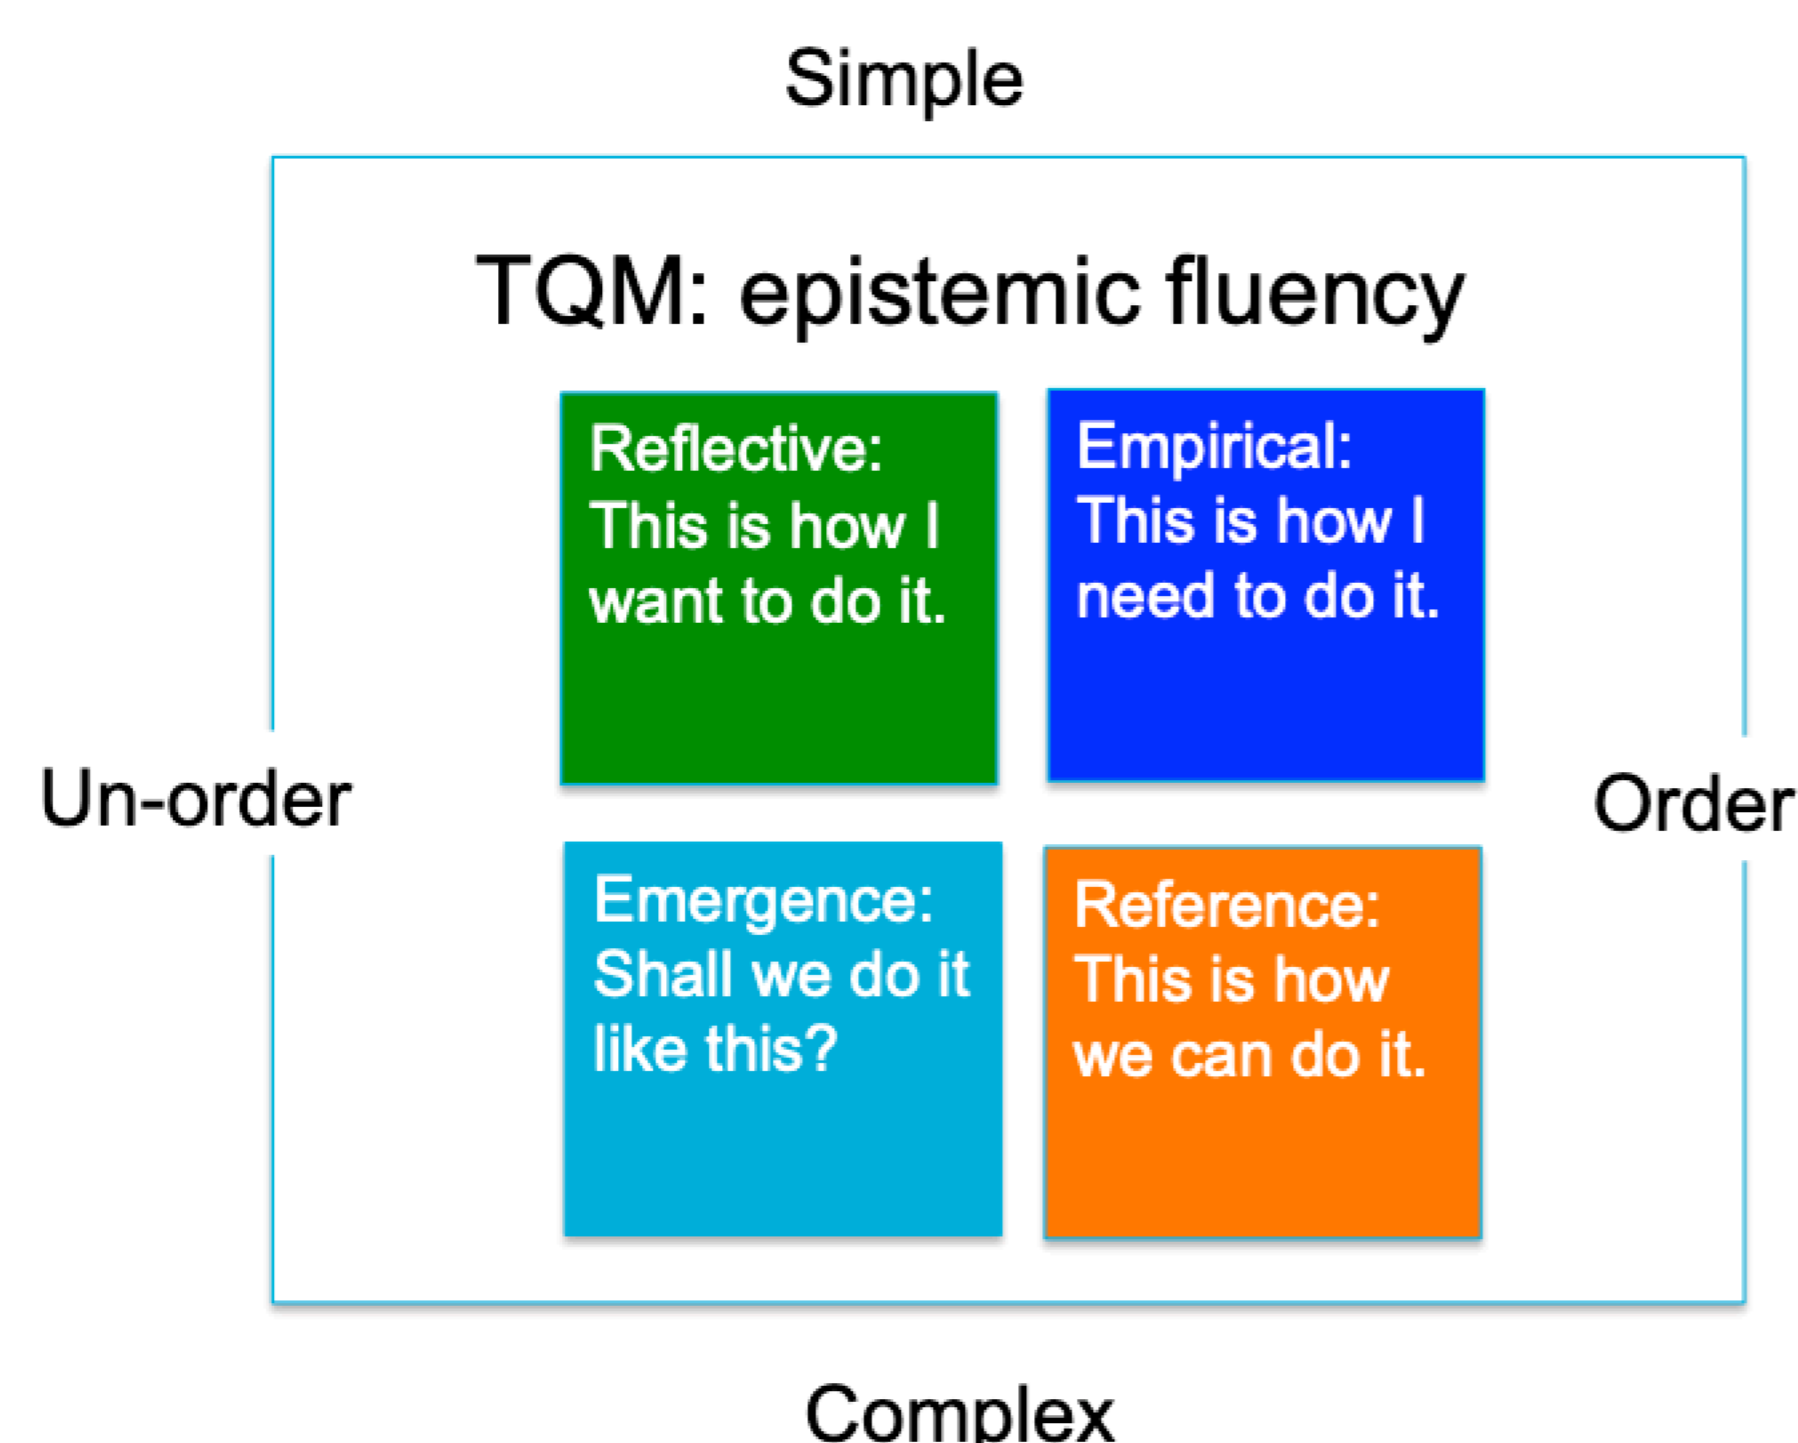 Simple
TQM: epistemic fluency
Reflective:
This is how I
want to do it.
Empirical:
This is how I
need to do it.
Un-order
Order
Emergence:
Shall we do it
like this?
Reference:
This is how
we can do it.
Complex